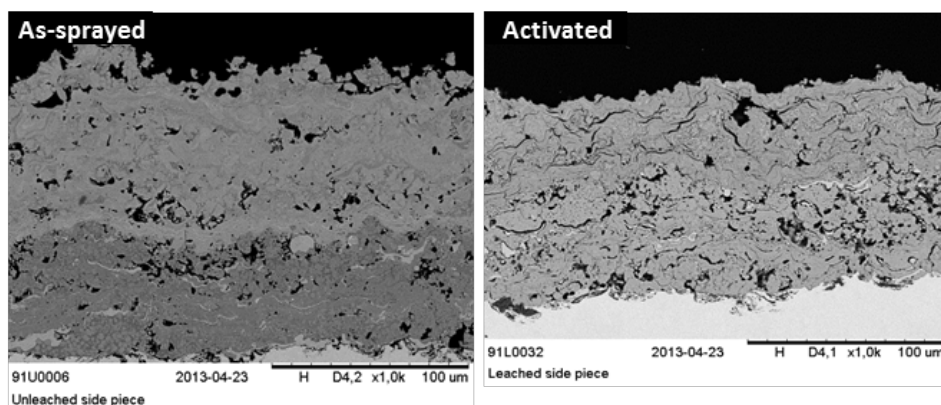 As-sprayed
91U0006 2013-04-23 H D4,2 x1,0k 100 um
Unleached side piece
Activated
91L0032 2013-04-23 H D4,1 x1,0k 100 um
Leached side piece